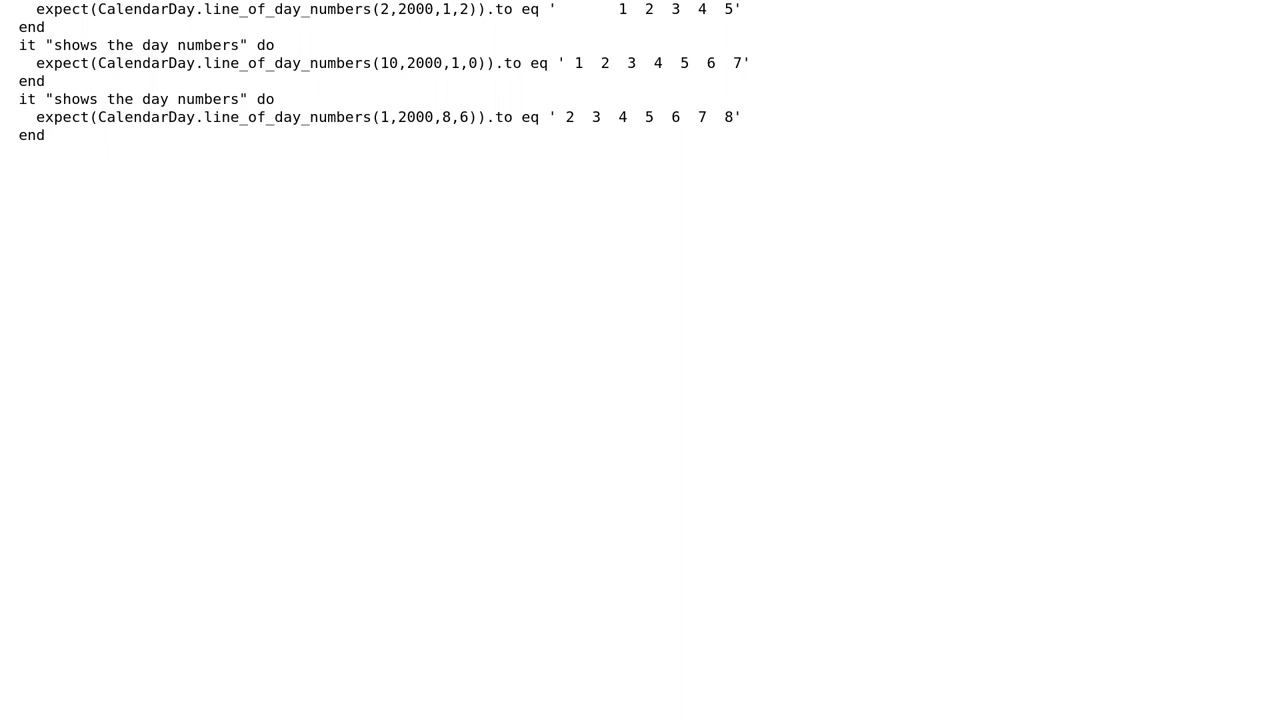 expect(CalendarDay.line_of_day_numbers(2,2000,1,2)).to eq '       1  2  3  4  5'
  end
  it "shows the day numbers" do
    expect(CalendarDay.line_of_day_numbers(10,2000,1,0)).to eq ' 1  2  3  4  5  6  7'
  end
  it "shows the day numbers" do
    expect(CalendarDay.line_of_day_numbers(1,2000,8,6)).to eq ' 2  3  4  5  6  7  8'
  end